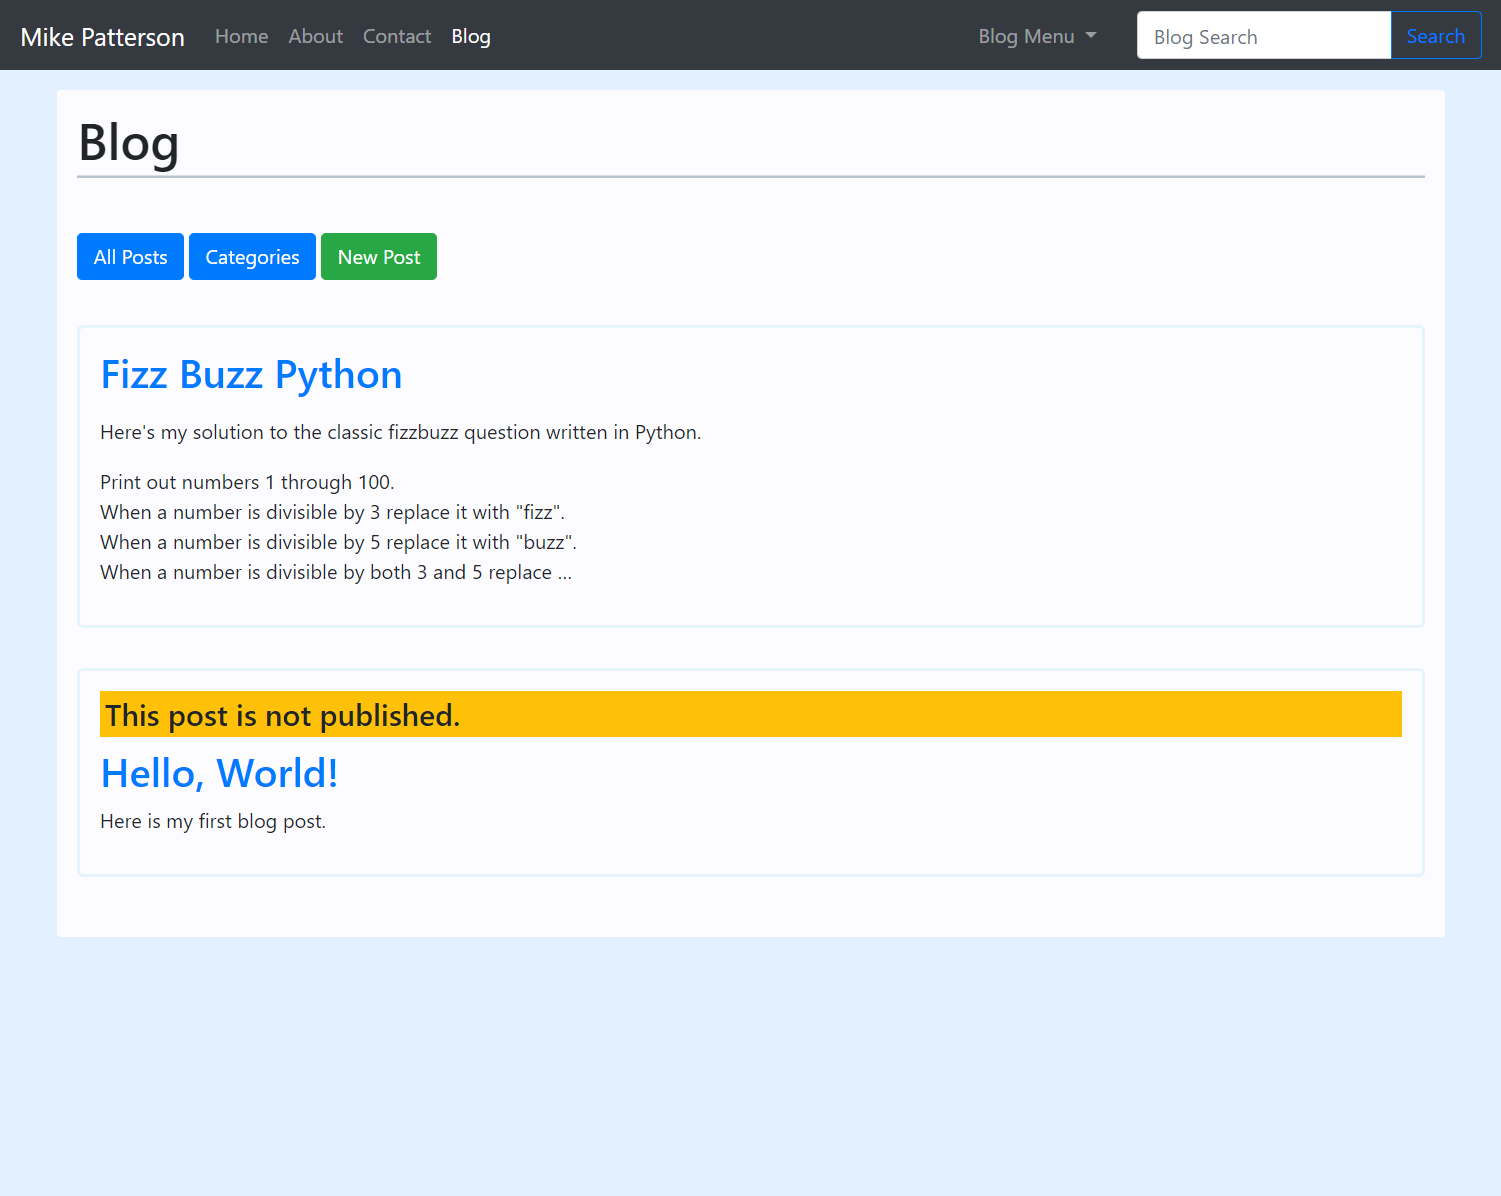 Mike Patterson Home About Contact Blog Blog Menu Blog Search Search
Blog
All Posts Categories New Post
Fizz Buzz Python
Here's my solution to the classic fizzbuzz question written in Python.
Print out numbers 1 through 100.
When a number is divisible by 3 replace it with "fizz".
When a number is divisible by 5 replace it with "buzz".
When a number is divisible by both 3 and 5 replace ...
This post is not published.
Hello, World!
Here is my first blog post.